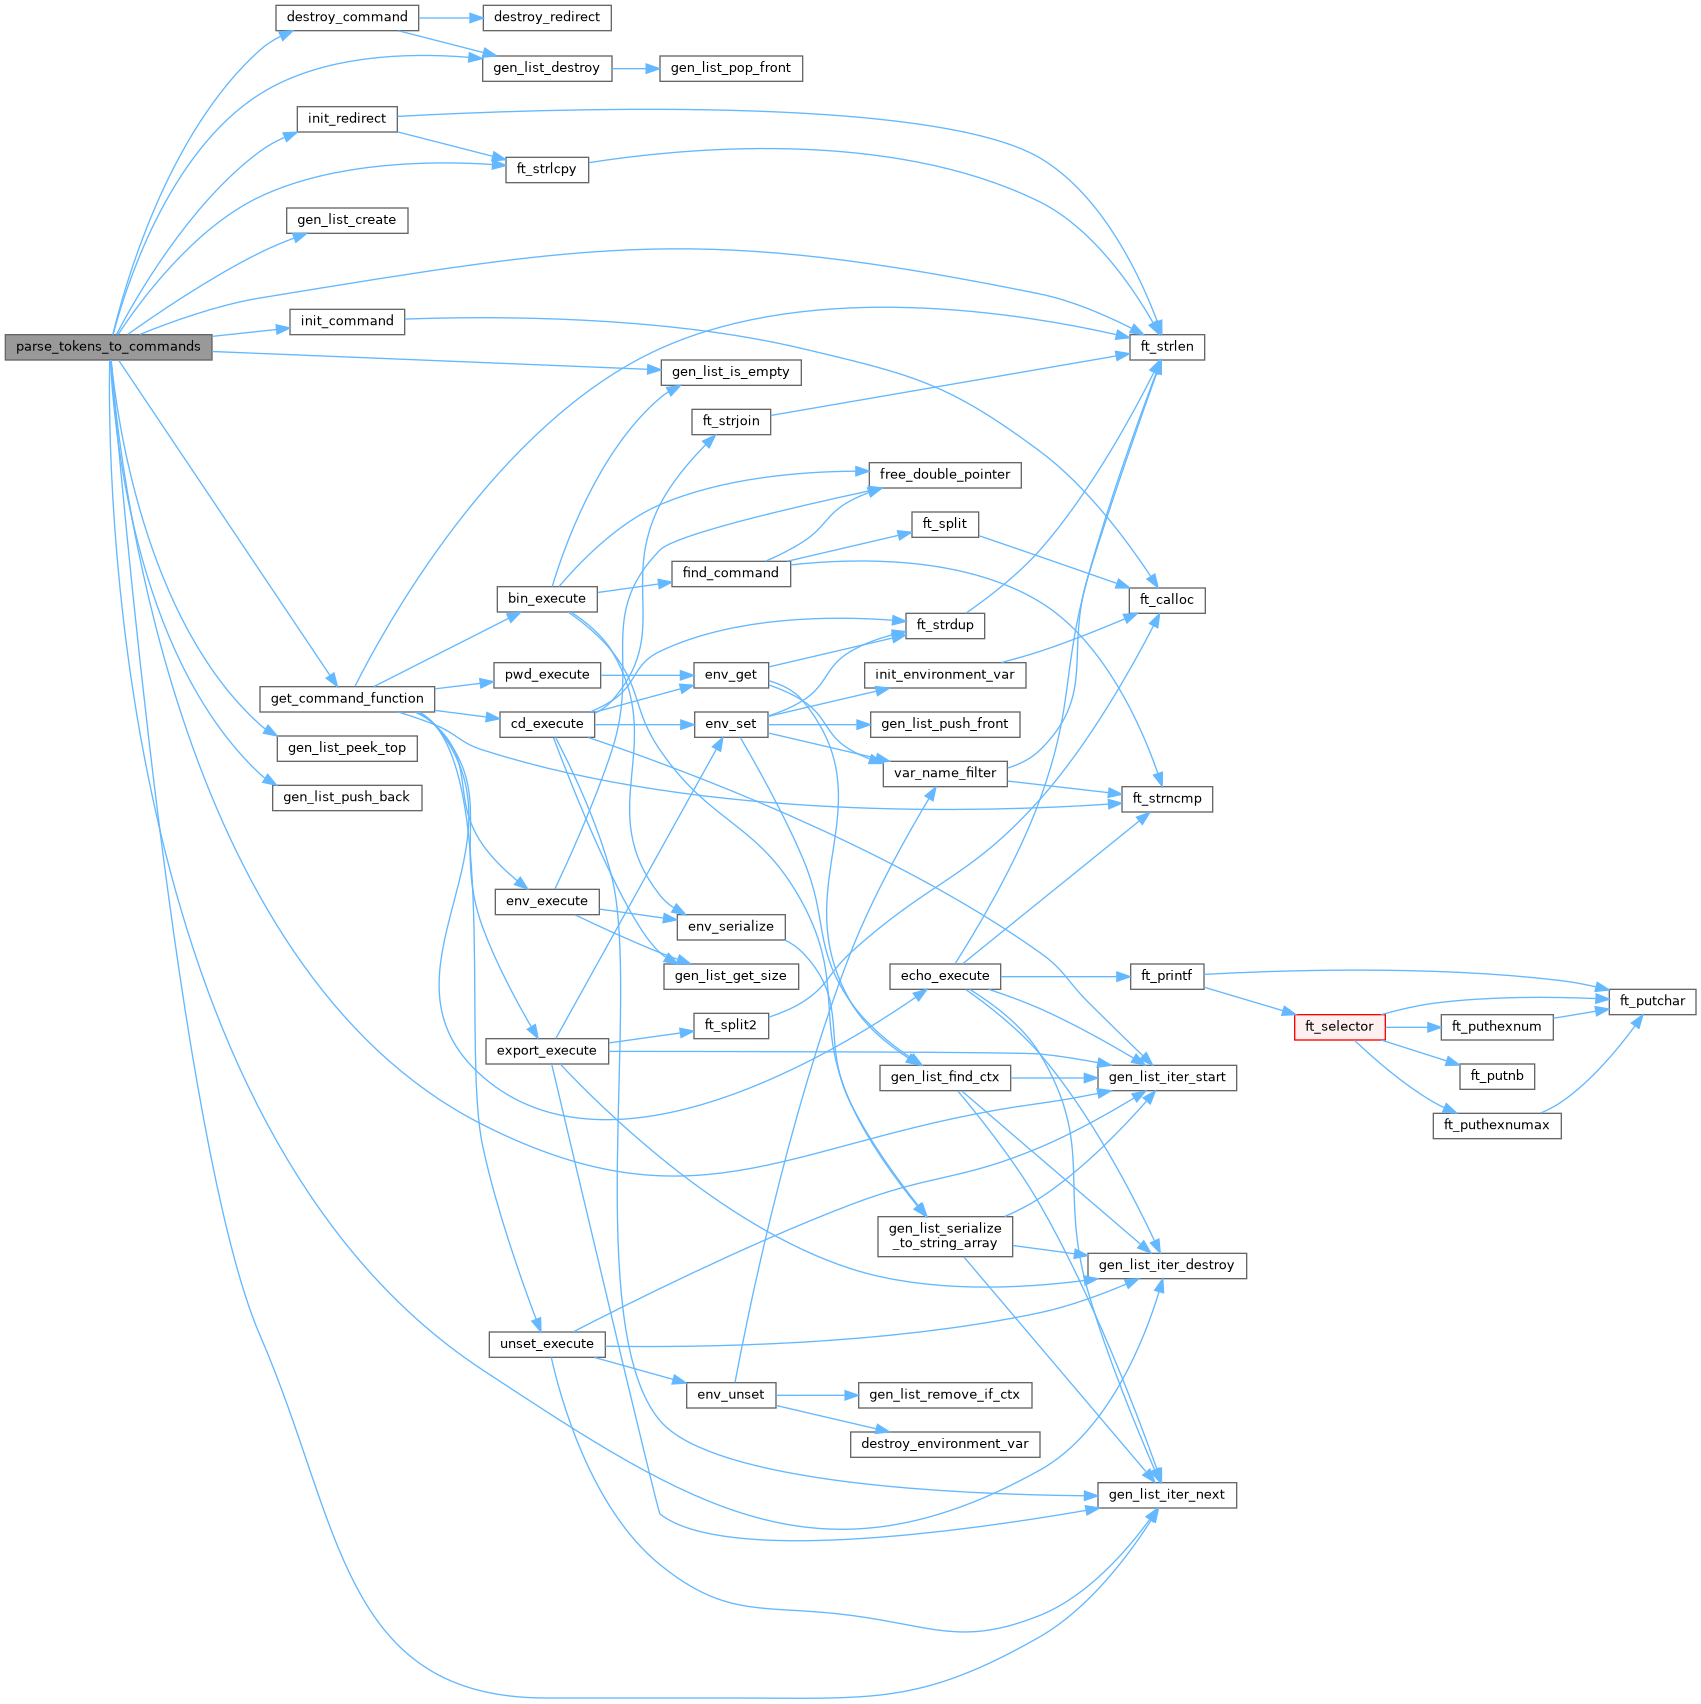 destroy_command
destroy_redirect
gen_list_destroy
gen_list_pop_front
init_redirect
ft_strlcpy
gen_list_create
init_command
parse_tokens_to_commands
ft_strlen
gen_list_is_empty
ft_strjoin
free_double_pointer
ft_split
find_command
bin_execute
ft_calloc
ft_strdup
pwd_execute
env_get
init_environment_var
get_command_function
cd_execute
env_set
gen_list_push_front
gen_list_peek_top
var_name_filter
gen_list_push_back
ft_strncmp
env_execute
env_serialize
gen_list_get_size
echo_execute
ft_printf
ft_putchar
ft_split2
ft_selector
ft_puthexnum
export_execute
gen_list_find_ctx
gen_list_iter_start
ft_putnb
ft_puthexnumax
gen_list_serialize
_to_string_array
gen_list_iter_destroy
unset_execute
env_unset
gen_list_remove_if_ctx
destroy_environment_var
gen_list_iter_next